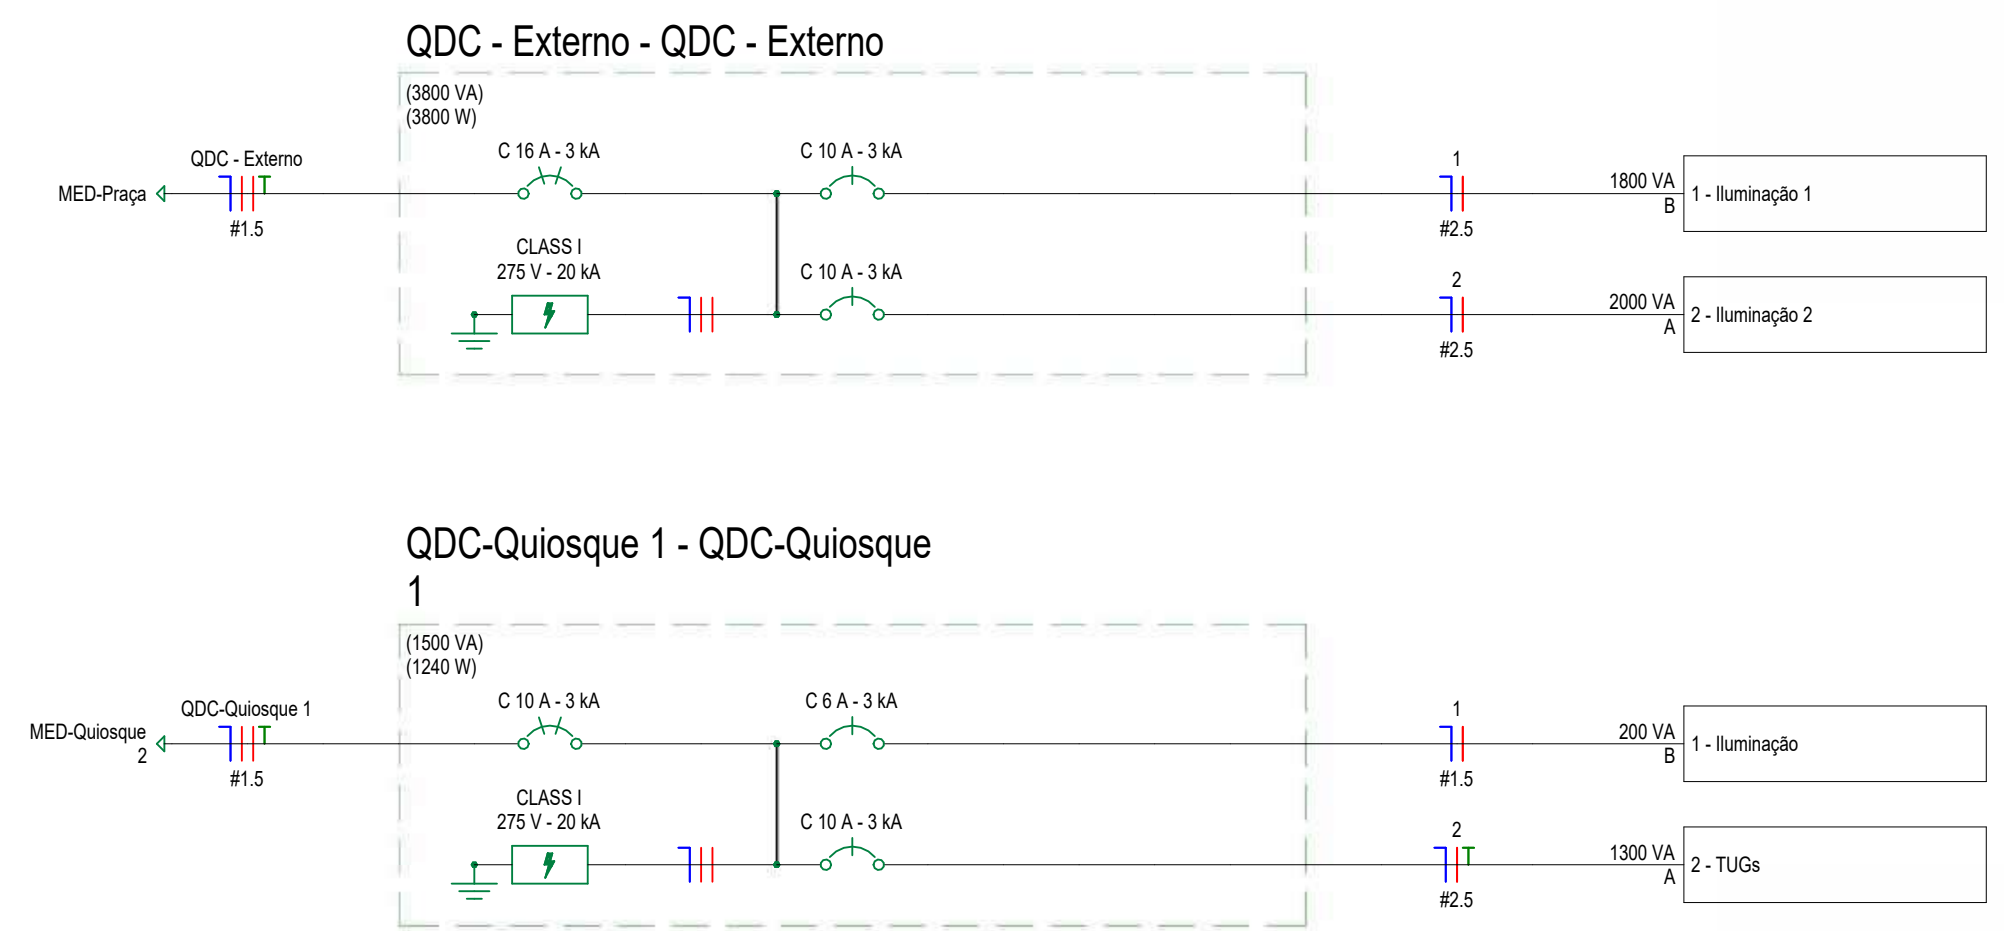 QDC - Externo - QDC - Externo
(3800 VA)
(3800 W)
C 16 A - 3 kA
C 10 A - 3 kA
QDC - Externo
1
MED-Praça
#1.5
#2.5
1800 VA
B
1 - Iluminação 1
CLASS I
275 V - 20 kA
C 10 A - 3 kA
2
#2.5
2000 VA
A
2 - Iluminação 2
QDC-Quiosque 1 - QDC-Quiosque
1
(1500 VA)
(1240 W)
C 10 A - 3 kA
C 6 A - 3 kA
QDC-Quiosque 1
1
MED-Quiosque
2
#1.5
#1.5
200 VA
B
1 - Iluminação
CLASS I
275 V - 20 kA
C 10 A - 3 kA
2
#2.5
1300 VA
A
2 - TUGs